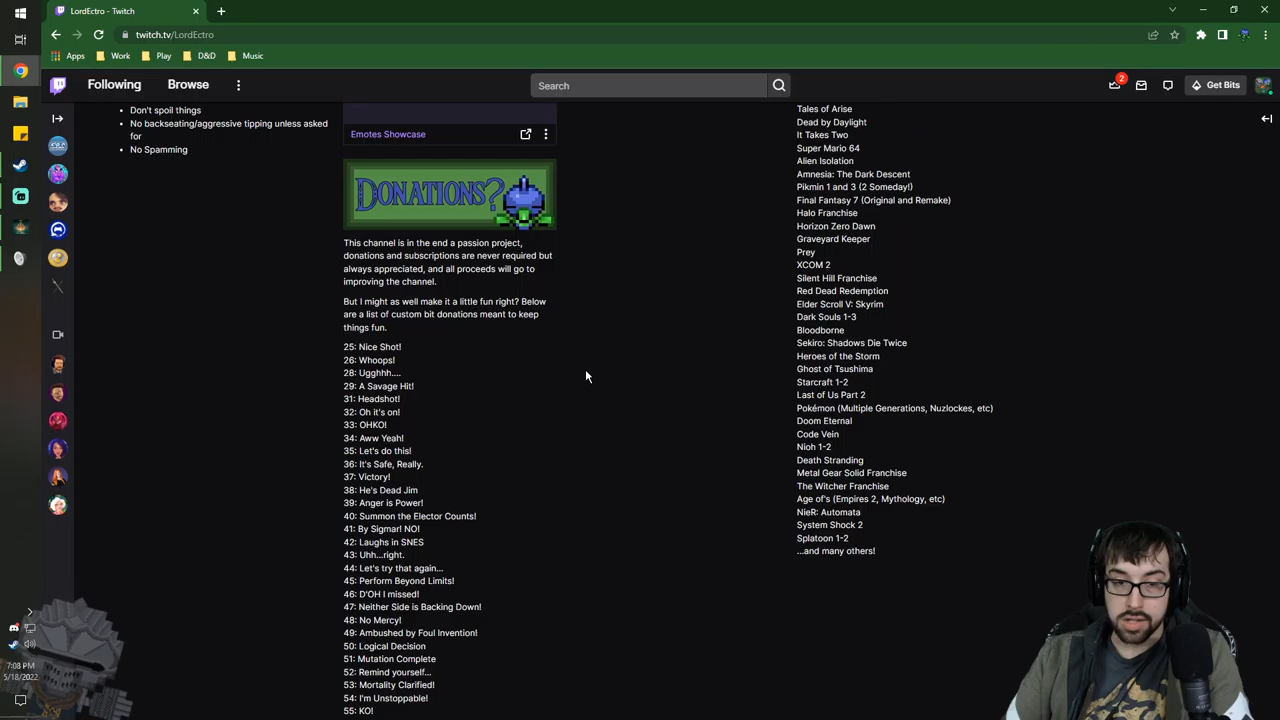 LordEctro - Twitch
twitch.tv/LordEctro
Apps
Work
Play
D&D
Music
Following
Browse
Search
2
Get Bits
Don't spoil things
No backseating/aggressive tipping unless asked
for
No Spamming
Emotes Showcase
DONATIONS?
This channel is in the end a passion project,
donations and subscriptions are never required but
always appreciated, and all proceeds will go to
improving the channel.
But I might as well make it a little fun right? Below
are a list of custom bit donations meant to keep
things fun.
25: Nice Shot!
26: Whoops!
28: Ugghhh....
29: A Savage Hit!
31: Headshot!
32: Oh it's on!
33: OHKO!
34: Aww Yeah!
35: Let's do this!
36: It's Safe, Really.
37: Victory!
38: He's Dead Jim
39: Anger is Power!
40: Summon the Elector Counts!
41: By Sigmar! NO!
42: Laughs in SNES
43: Uhh...right.
44: Let's try that again...
45: Perform Beyond Limits!
46: D'OH I missed!
47: Neither Side is Backing Down!
48: No Mercy!
49: Ambushed by Foul Invention!
50: Logical Decision
51: Mutation Complete
52: Remind yourself...
53: Mortality Clarified!
54: I'm Unstoppable!
55: KO!
Tales of Arise
Dead by Daylight
It Takes Two
Super Mario 64
Alien Isolation
Amnesia: The Dark Descent
Pikmin 1 and 3 (2 Someday!)
Final Fantasy 7 (Original and Remake)
Halo Franchise
Horizon Zero Dawn
Graveyard Keeper
Prey
XCOM 2
Silent Hill Franchise
Red Dead Redemption
Elder Scroll V: Skyrim
Dark Souls 1-3
Bloodborne
Sekiro: Shadows Die Twice
Heroes of the Storm
Ghost of Tsushima
Starcraft 1-2
Last of Us Part 2
Pokémon (Multiple Generations, Nuzlockes, etc)
Doom Eternal
Code Vein
Nioh 1-2
Death Stranding
Metal Gear Solid Franchise
The Witcher Franchise
Age of's (Empires 2, Mythology, etc)
NieR: Automata
System Shock 2
Splatoon 1-2
...and many others!
7:08 PM
5/18/2022